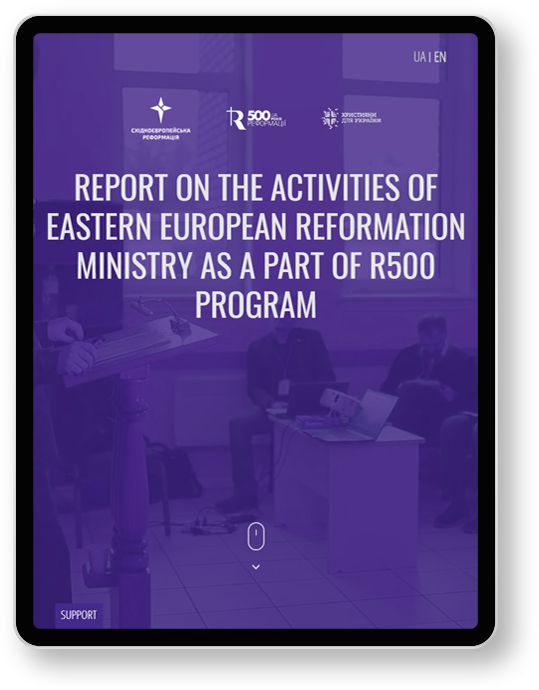 UA | EN
СХІДНОЄВРОПЕЙСЬКА
РЕФОРМАЦІЯ
R500
РЕФОРМАЦІЇ
ХРИСТИЯНИ
ДЛЯ УКРАЇНИ
REPORT ON THE ACTIVITIES OF
EASTERN EUROPEAN REFORMATION
MINISTRY AS A PART OF R500
PROGRAM
SUPPORT